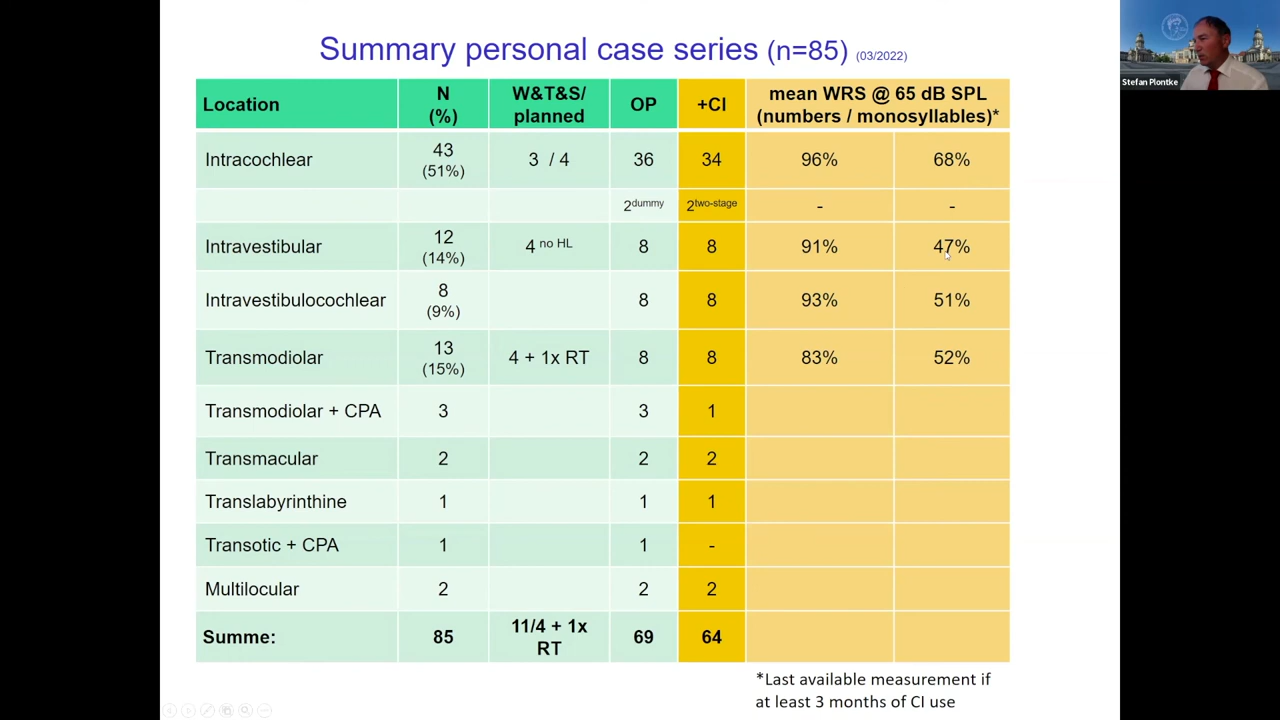 Summary personal case series (n=85) (03/2022)
Location N (%) W&T&S/ planned OP +CI mean WRS @ 65 dB SPL (numbers / monosyllables)*
Intracochlear 43 (51%) 3 / 4 36 34 96% 68%
2 dummy 2 two-stage - -
Intravestibular 12 (14%) 4 no HL 8 8 91% 47%
Intravestibulocochlear 8 (9%) 8 8 93% 51%
Transmodiolar 13 (15%) 4 + 1x RT 8 8 83% 52%
Transmodiolar + CPA 3 3 1
Transmacular 2 2 2
Translabyrinthine 1 1 1
Transotic + CPA 1 1 -
Multilocular 2 2 2
Summe: 85 11/4 + 1x RT 69 64
*Last available measurement if
at least 3 months of CI use
Stefan Plontke